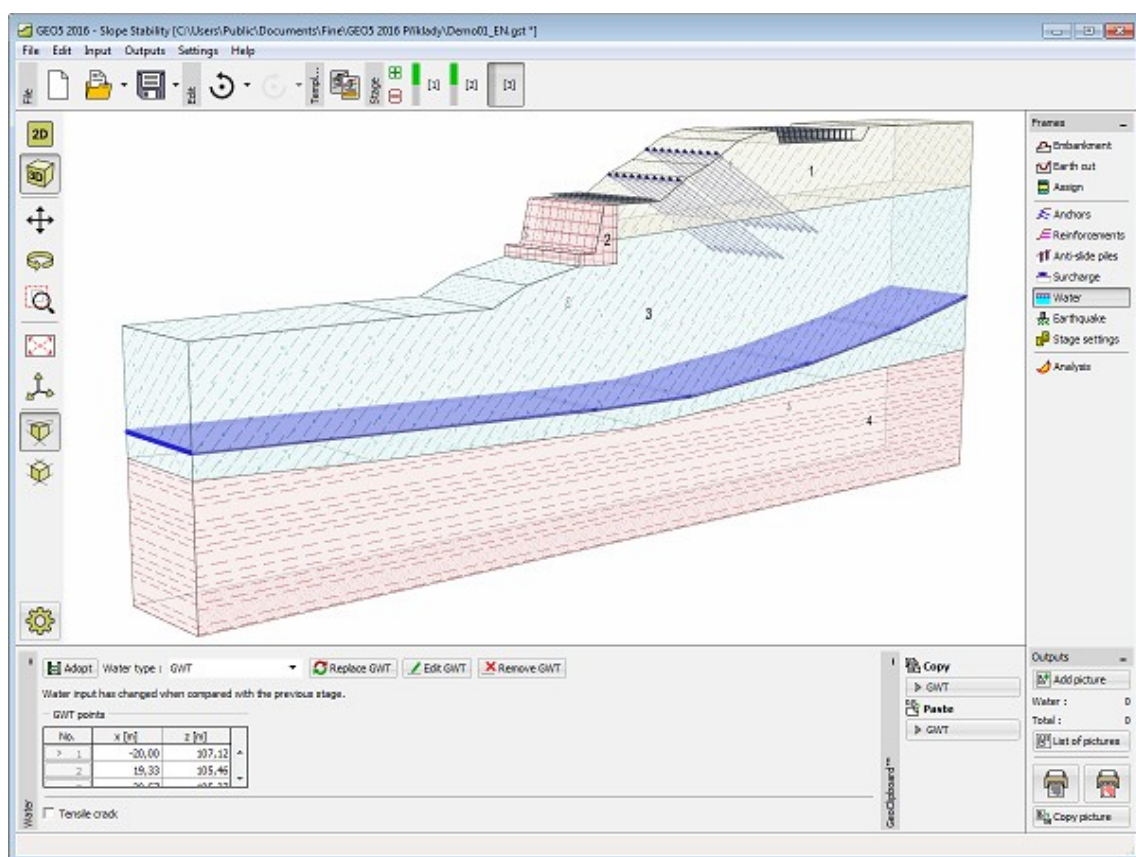 GEO5 2016 - Slope Stability [C:\Users\Public\Documents\Fine\GEO5 2016 Příklady\Demo01_EN.gst *]
File Edit Input Outputs Settings Help
File
Edit
Templ...
Stage
[1]
[2]
[3]
2D
3D
1
2
3
4
Frames
Embankment
Earth cut
Assign
Anchors
Reinforcements
Anti-slide piles
Surcharge
Water
Earthquake
Stage settings
Analysis
Water
Adopt Water type : GWT Replace GWT Edit GWT Remove GWT
Water input has changed when compared with the previous stage.
GWT points
No. x [m] z [m]
> 1 -20,00 107,12
2 19,33 105,46
Tensile crack
GeoClipboard™
Copy
GWT
Paste
GWT
Outputs
Add picture
Water : 0
Total : 0
List of pictures
Copy picture